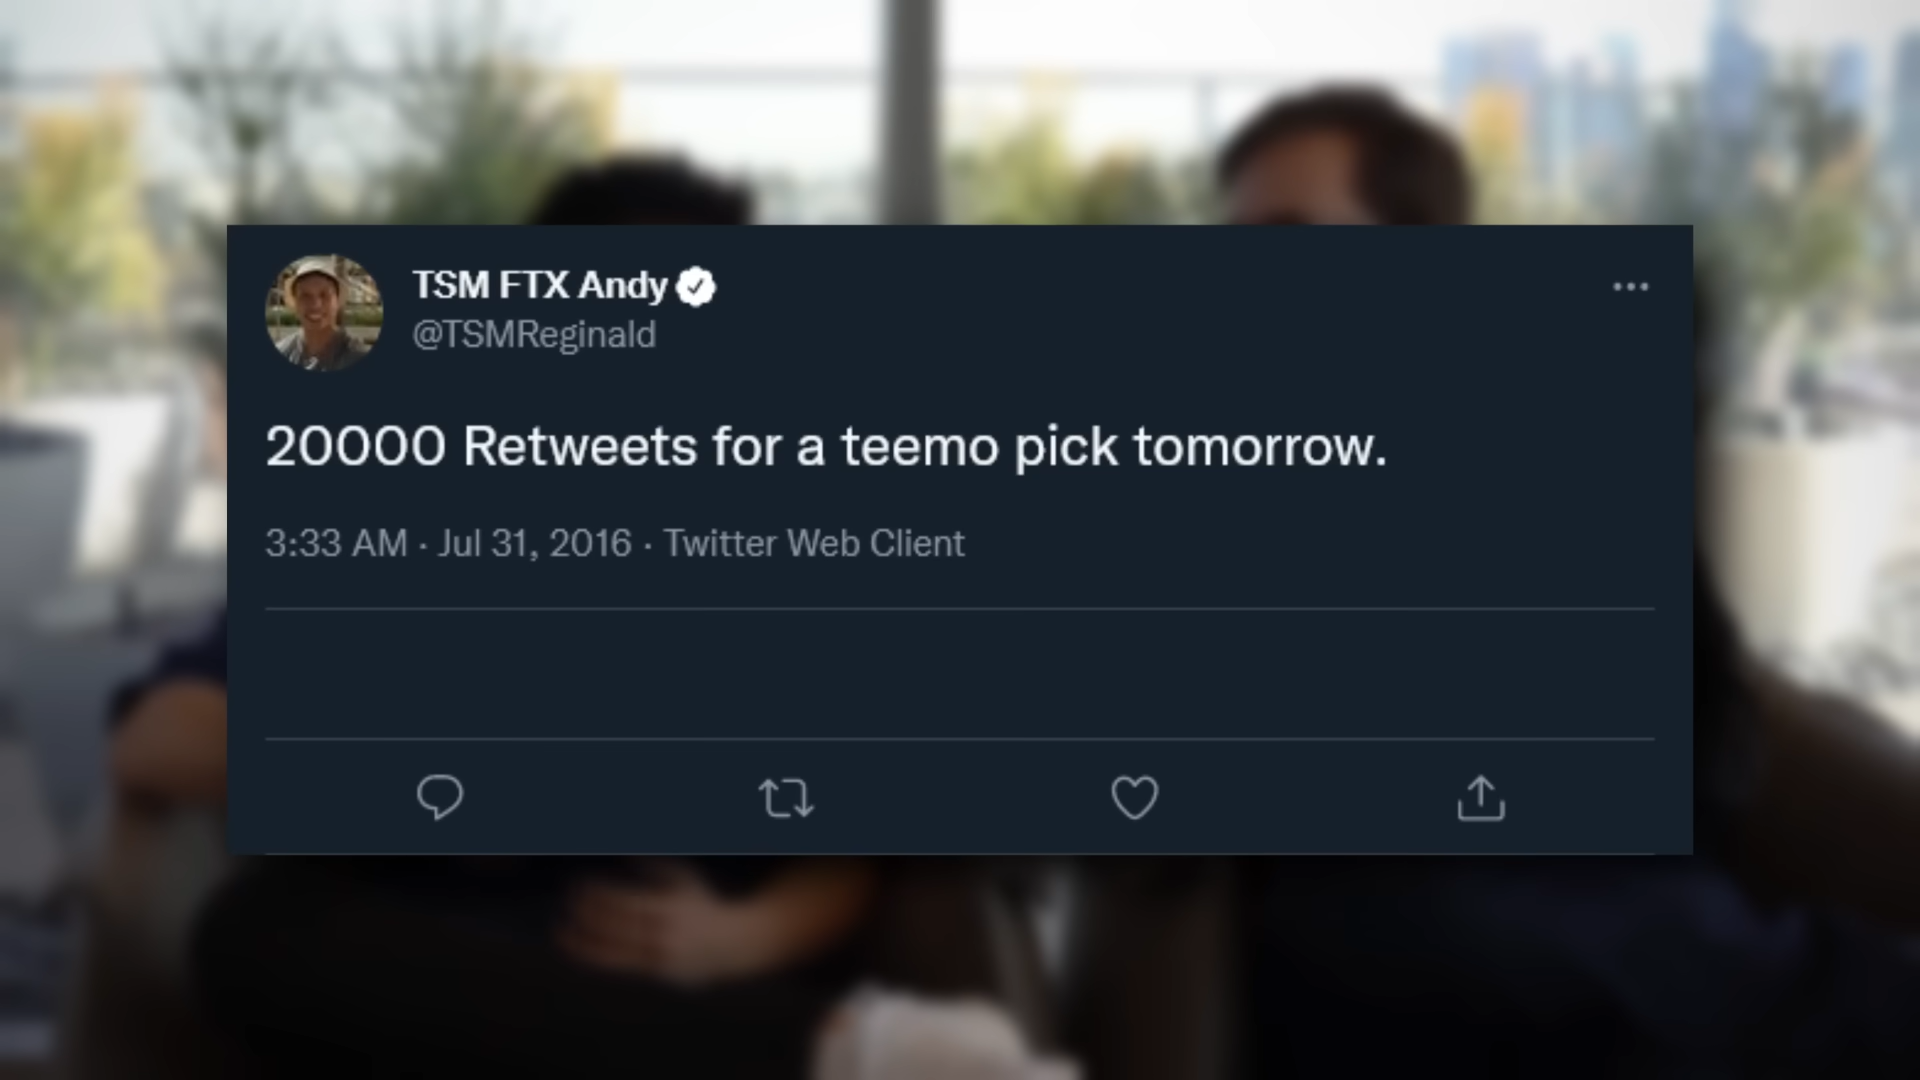 TSM FTX Andy
@TSMReginald
20000 Retweets for a teemo pick tomorrow.
3:33 AM · Jul 31, 2016 · Twitter Web Client